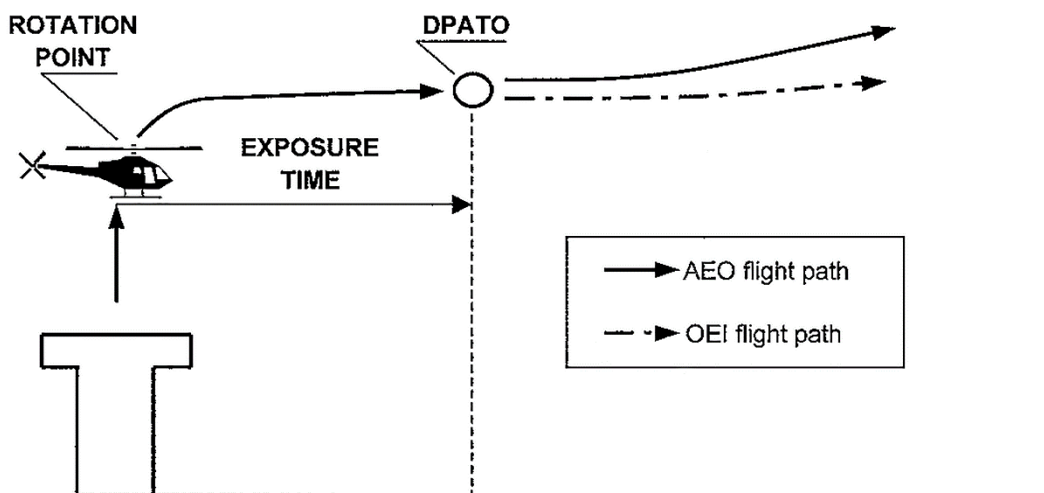 ROTATION
POINT
DPATO
EXPOSURE
TIME
AEO flight path
OEI flight path